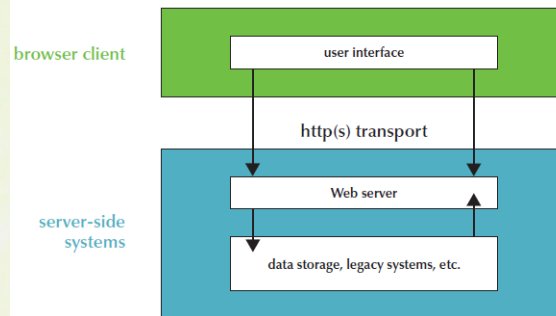 browser client
user interface
http(s) transport
Web server
server-side
systems
data storage, legacy systems, etc.